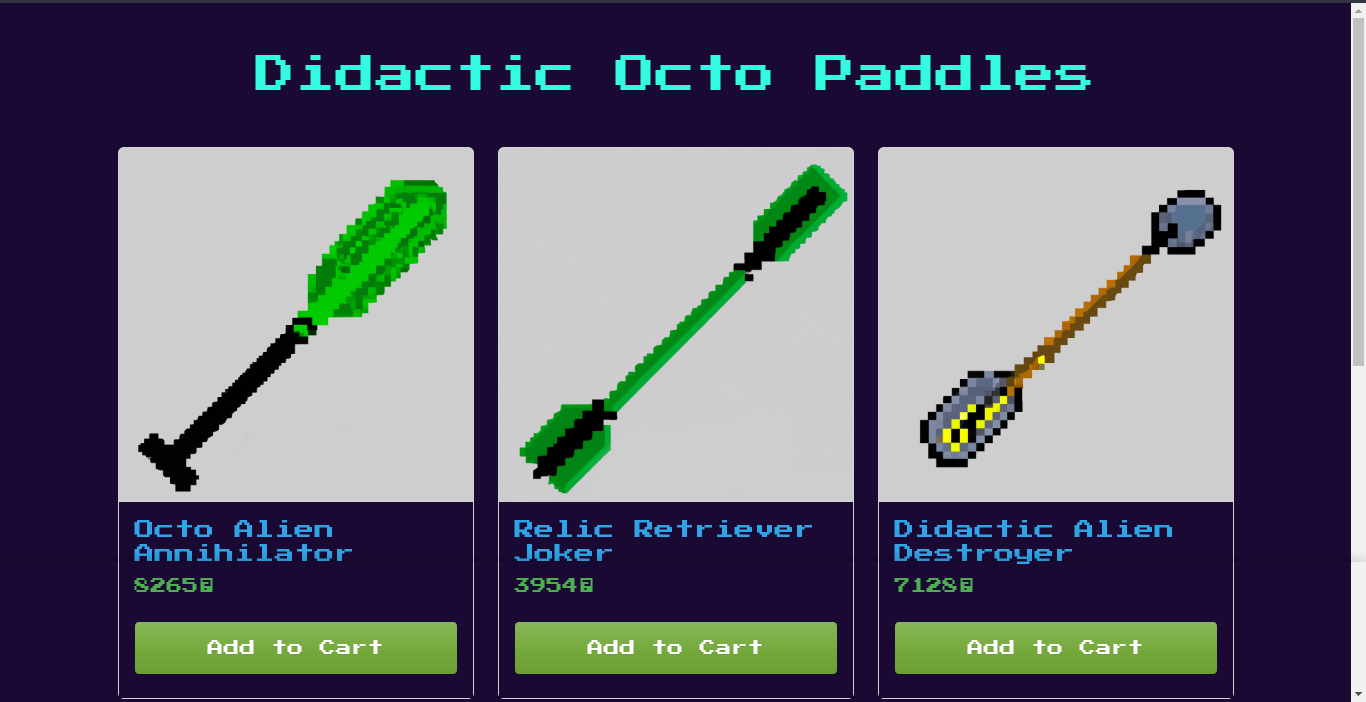 Didactic Octo Paddles
Octo Alien
Annihilator
Relic Retriever
Joker
Didactic Alien
Destroyer
8265
3954
7128
Add to Cart
Add to Cart
Add to Cart